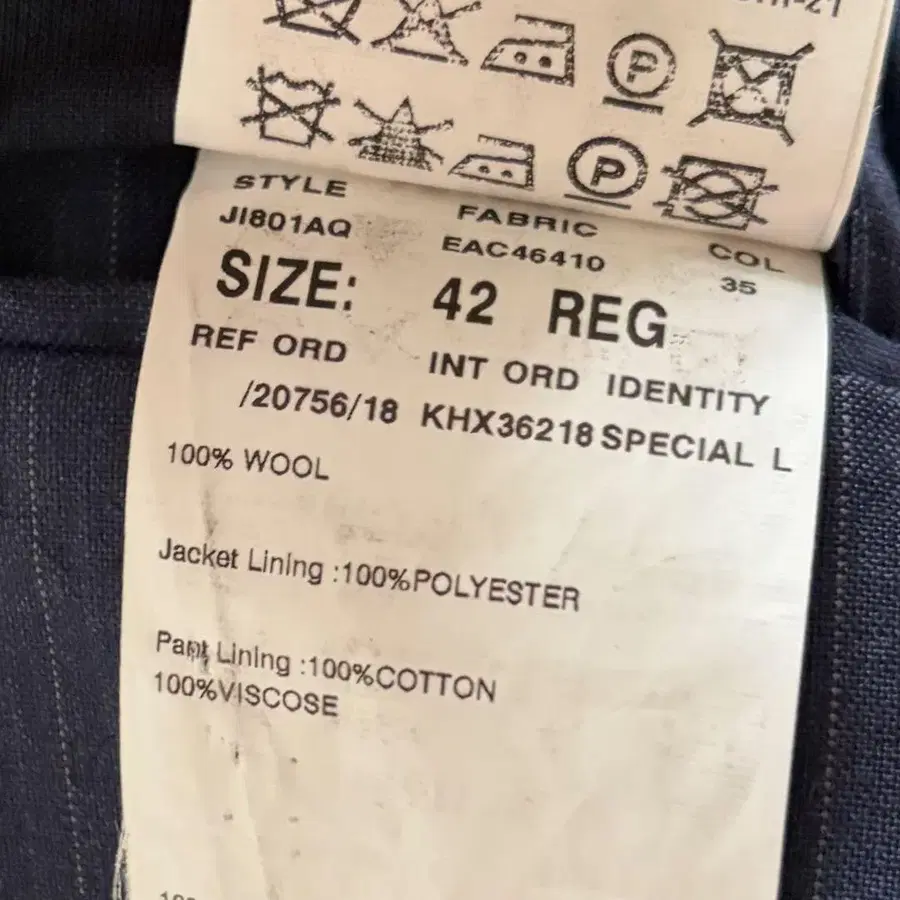 P
P
STYLE FABRIC COL
JI801AQ EAC46410 35
SIZE: 42 REG
REF ORD INT ORD IDENTITY
/20756/18 KHX36218 SPECIAL L
100% WOOL
Jacket Lining :100%POLYESTER
Pant Lining :100%COTTON
100%VISCOSE